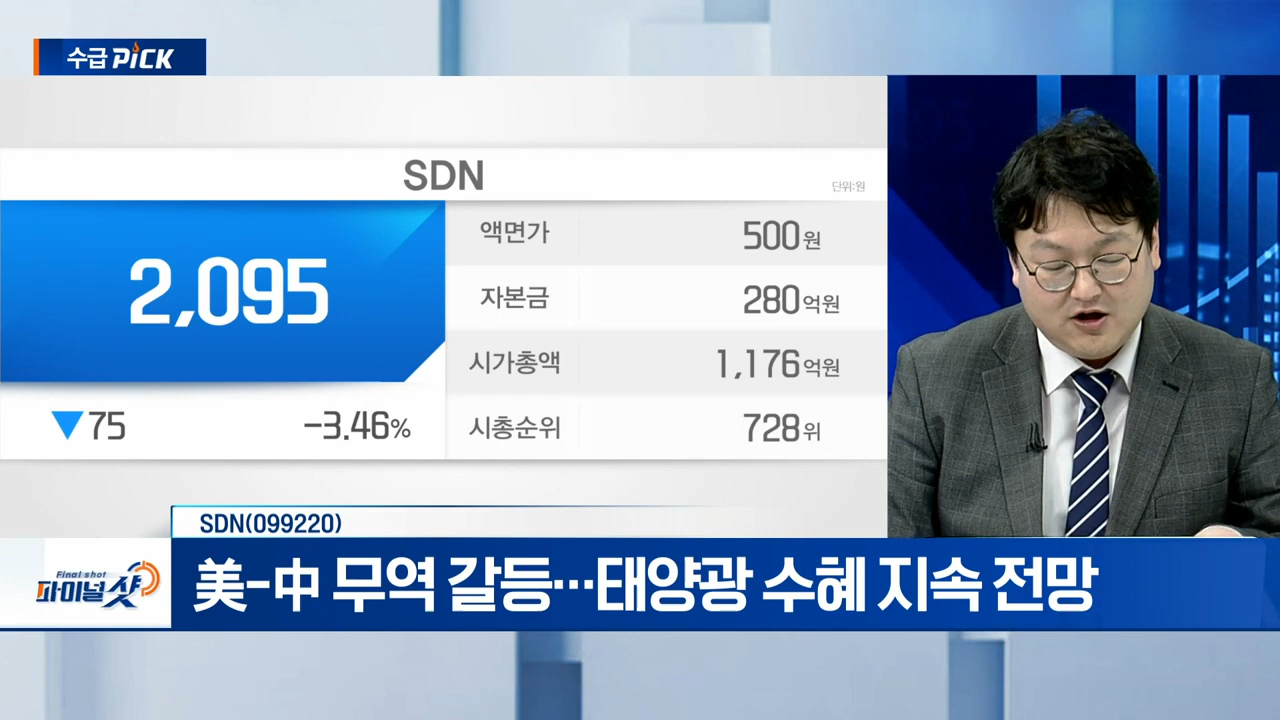 수급 PiCK
SDN
단위:원
2,095
▼75 -3.46%
액면가 500원
자본금 280억원
시가총액 1,176억원
시총순위 728위
SDN(099220)
Final shot
파이널샷
美-中 무역 갈등…태양광 수혜 지속 전망